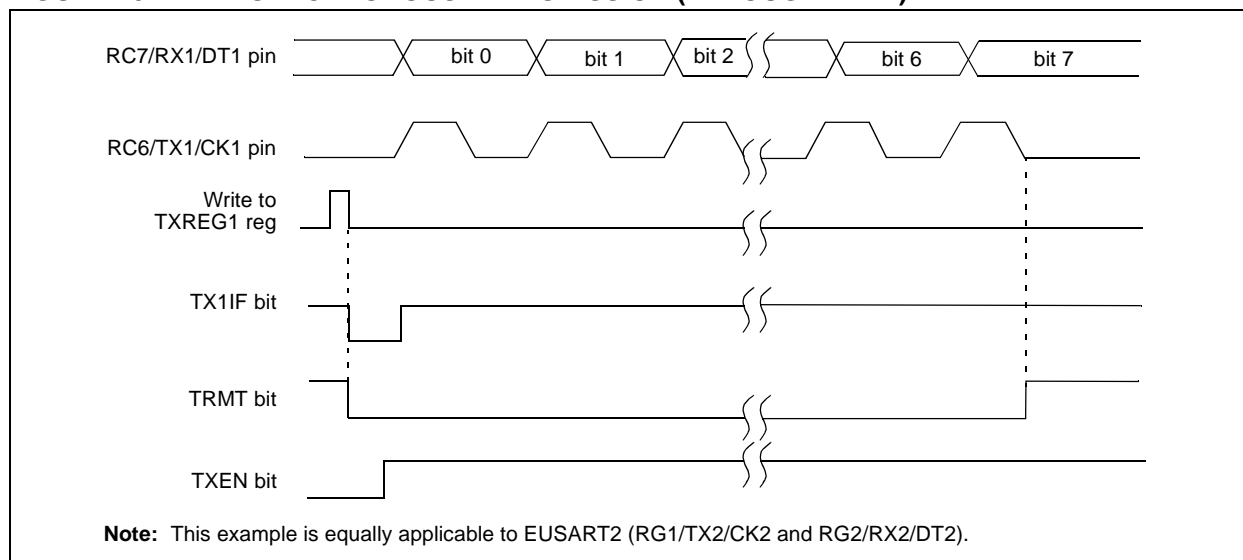 RC7/RX1/DT1 pin
bit 0
bit 1
bit 2
bit 6
bit 7
RC6/TX1/CK1 pin
Write to
TXREG1 reg
TX1IF bit
TRMT bit
TXEN bit
Note: This example is equally applicable to EUSART2 (RG1/TX2/CK2 and RG2/RX2/DT2).